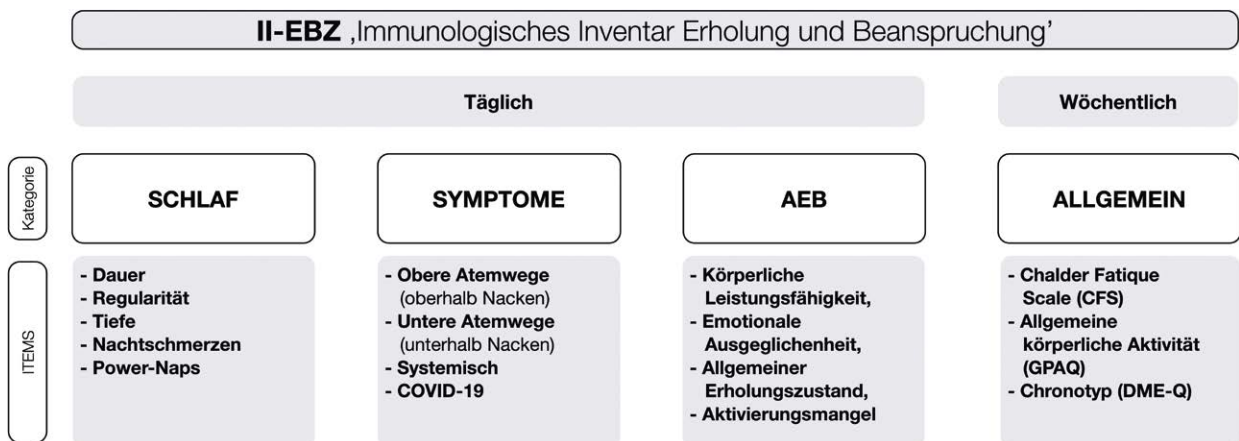 II-EBZ ‚Immunologisches Inventar Erholung und Beanspruchung’
Täglich
Wöchentlich
Kategorie
SCHLAF
SYMPTOME
AEB
ALLGEMEIN
ITEMS
- Dauer
- Regularität
- Tiefe
- Nachtschmerzen
- Power-Naps
- Obere Atemwege
(oberhalb Nacken)
- Untere Atemwege
(unterhalb Nacken)
- Systemisch
- COVID-19
- Körperliche
Leistungsfähigkeit,
- Emotionale
Ausgeglichenheit,
- Allgemeiner
Erholungszustand,
- Aktivierungsmangel
- Chalder Fatique
Scale (CFS)
- Allgemeine
körperliche Aktivität
(GPAQ)
- Chronotyp (DME-Q)